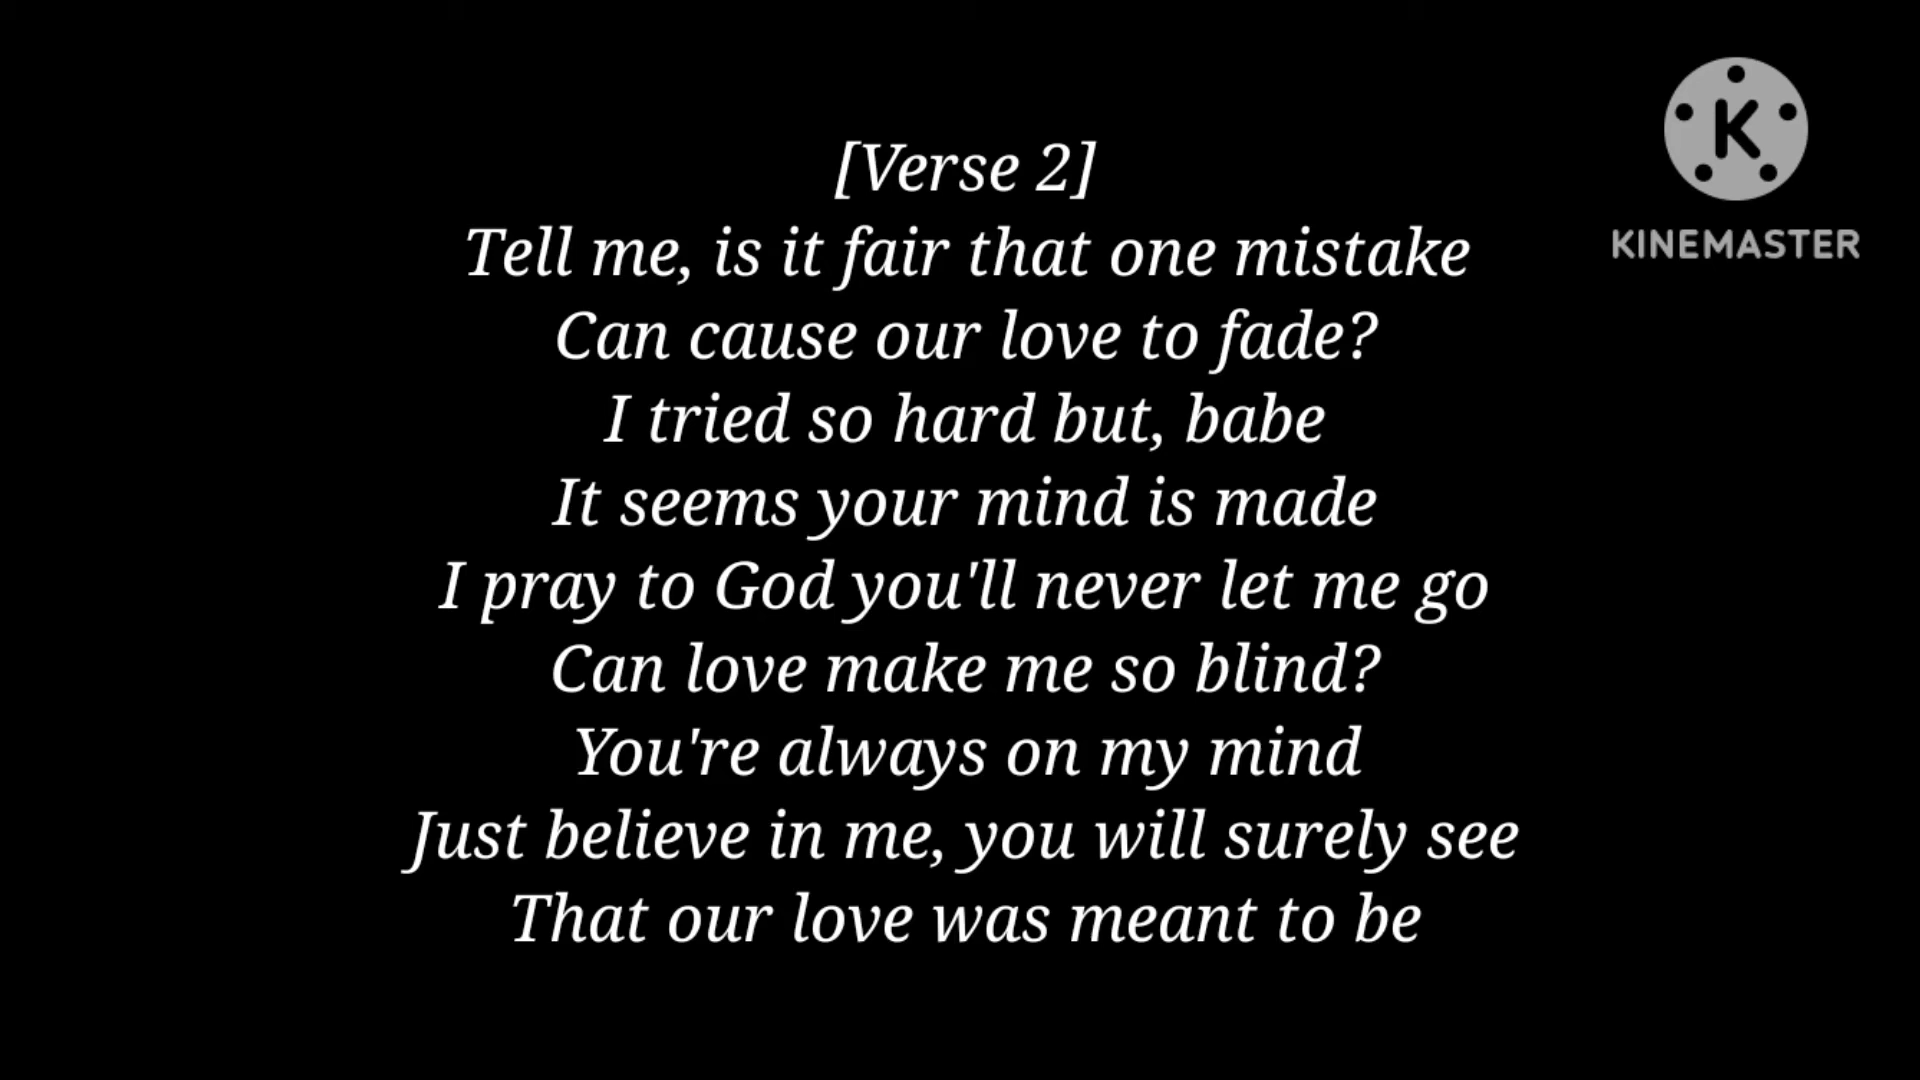 [Verse 2]
Tell me, is it fair that one mistake
Can cause our love to fade?
I tried so hard but, babe
It seems your mind is made
I pray to God you'll never let me go
Can love make me so blind?
You're always on my mind
Just believe in me, you will surely see
That our love was meant to be
K
KINEMASTER